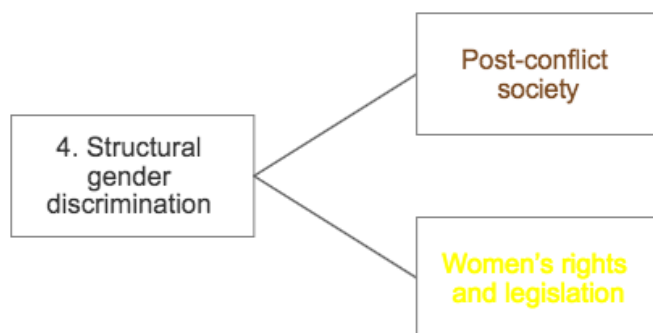 4. Structural
gender
discrimination
Post-conflict
society
Women's rights
and legislation